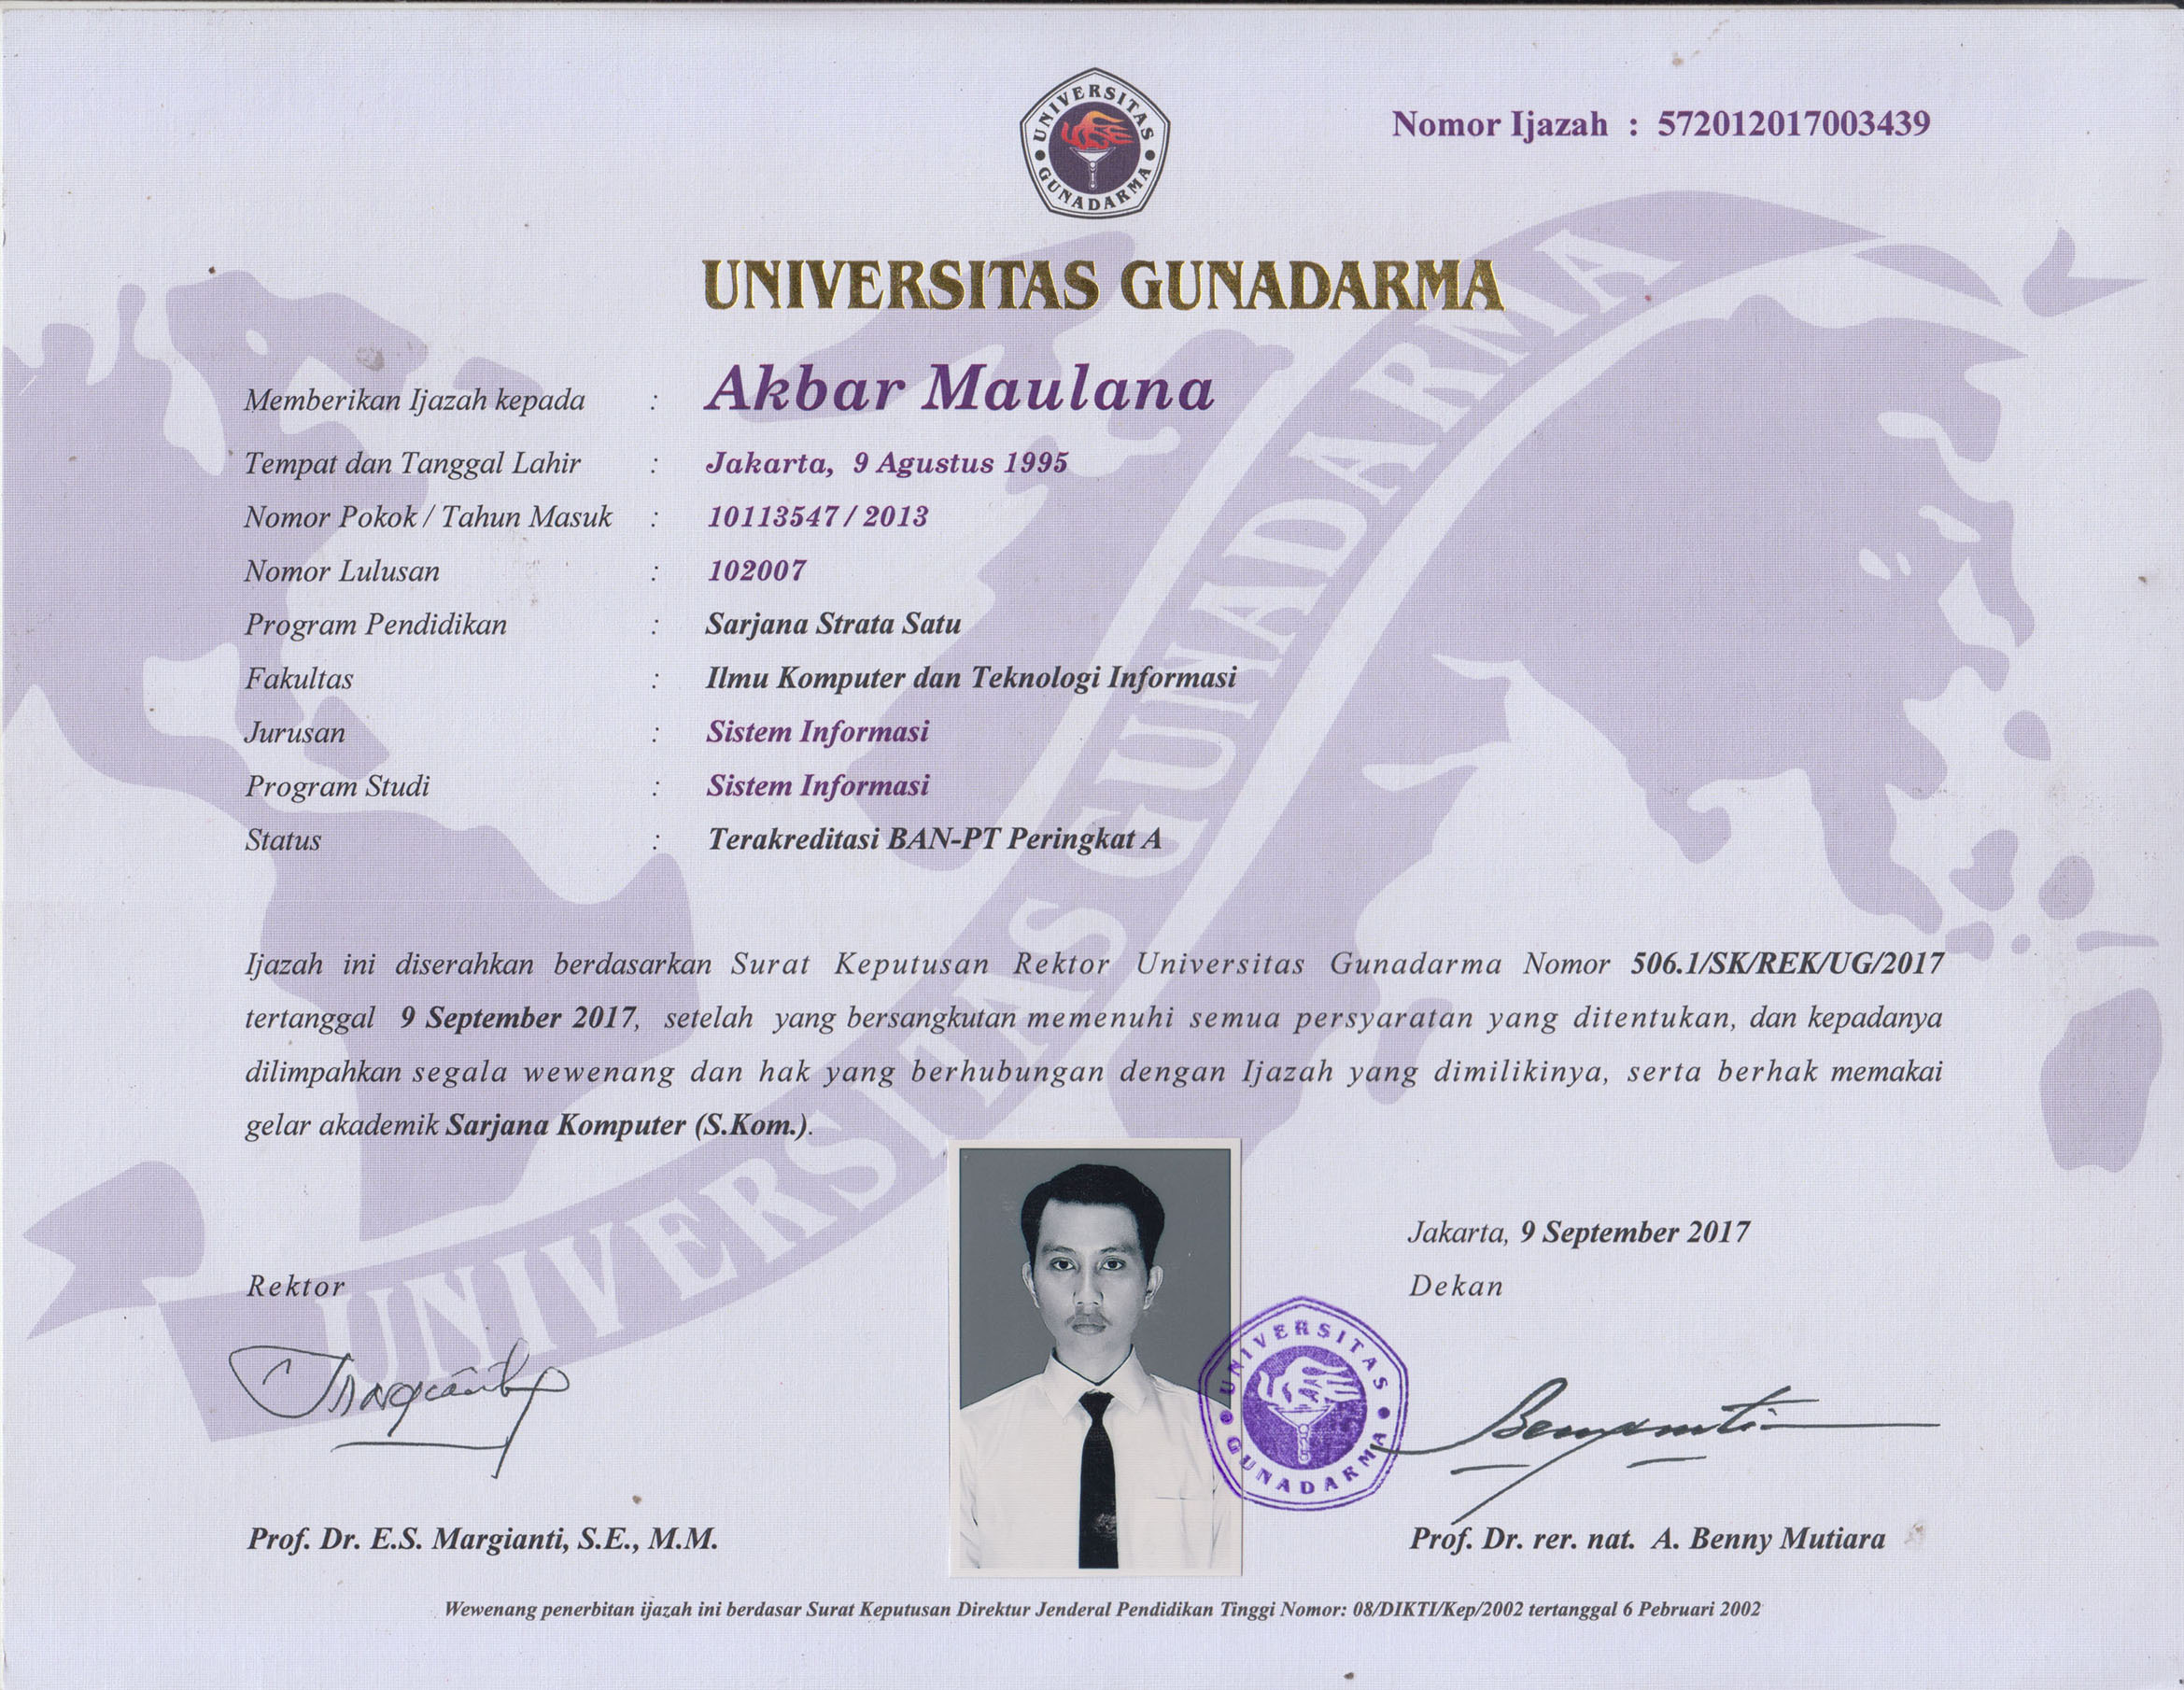 UNIVERSITAS GUNADARMA
Nomor Ijazah : 572012017003439
UNIVERSITAS GUNADARMA
Memberikan Ijazah kepada : Akbar Maulana
Tempat dan Tanggal Lahir : Jakarta, 9 Agustus 1995
Nomor Pokok / Tahun Masuk : 10113547 / 2013
Nomor Lulusan : 102007
Program Pendidikan : Sarjana Strata Satu
Fakultas : Ilmu Komputer dan Teknologi Informasi
Jurusan : Sistem Informasi
Program Studi : Sistem Informasi
Status : Terakreditasi BAN-PT Peringkat A
Ijazah ini diserahkan berdasarkan Surat Keputusan Rektor Universitas Gunadarma Nomor 506.1/SK/REK/UG/2017
tertanggal 9 September 2017, setelah yang bersangkutan memenuhi semua persyaratan yang ditentukan, dan kepadanya
dilimpahkan segala wewenang dan hak yang berhubungan dengan Ijazah yang dimilikinya, serta berhak memakai
gelar akademik Sarjana Komputer (S.Kom.).
UNIVERSITAS GUNADARMA
Jakarta, 9 September 2017
Rektor
Dekan
UNIVERSITAS GUNADARMA
Prof. Dr. E.S. Margianti, S.E., M.M.
Prof. Dr. rer. nat. A. Benny Mutiara
Wewenang penerbitan ijazah ini berdasar Surat Keputusan Direktur Jenderal Pendidikan Tinggi Nomor: 08/DIKTI/Kep/2002 tertanggal 6 Pebruari 2002